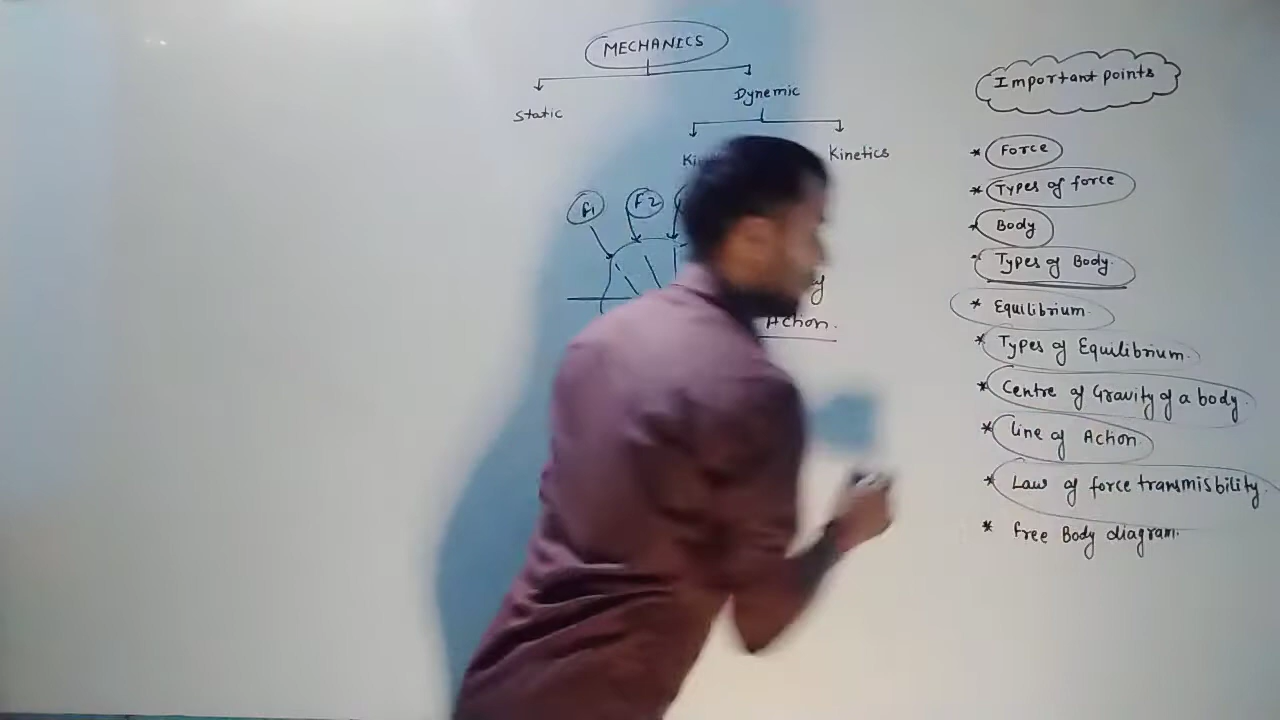 MECHANICS
Static
Dynemic
Kinetics
F1 F2
Action.
Important points
* Force
* Types of force
* Body
* Types of Body.
* Equilibrium.
* Types of Equilibrium.
* Centre of Gravity of a body.
* Line of Action.
* Law of force transmisbility.
* free Body diagram.